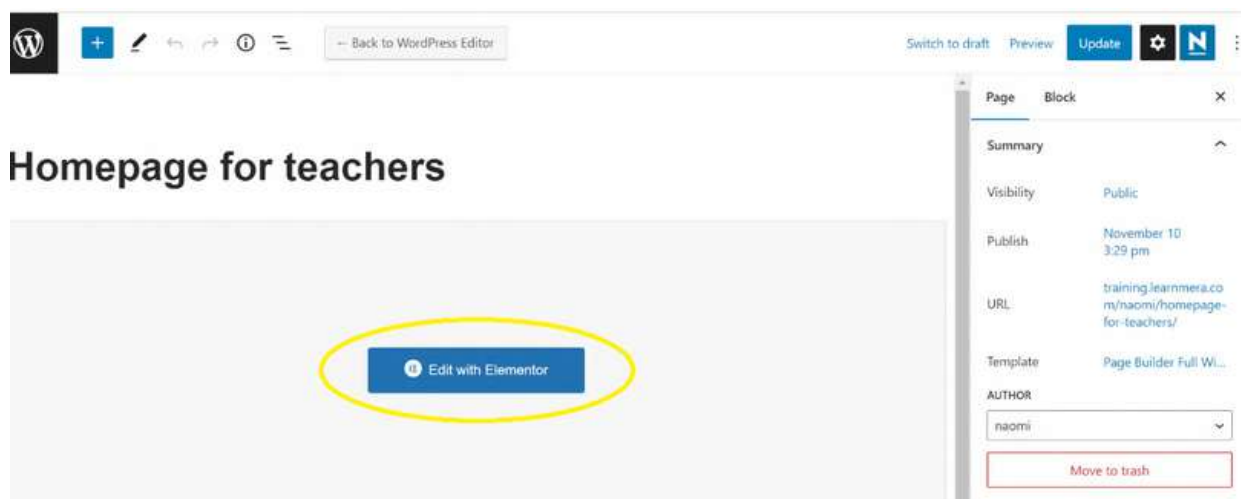 ← Back to WordPress Editor
Switch to draft Preview Update
Page Block
Homepage for teachers
Summary
Visibility Public
Publish November 10
3:29 pm
URL training.learnmera.co
m/naomi/homepage-
for-teachers/
Template Page Builder Full Wi...
Edit with Elementor
AUTHOR
naomi
Move to trash